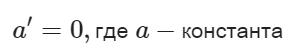 a′ = 0, где a − константа